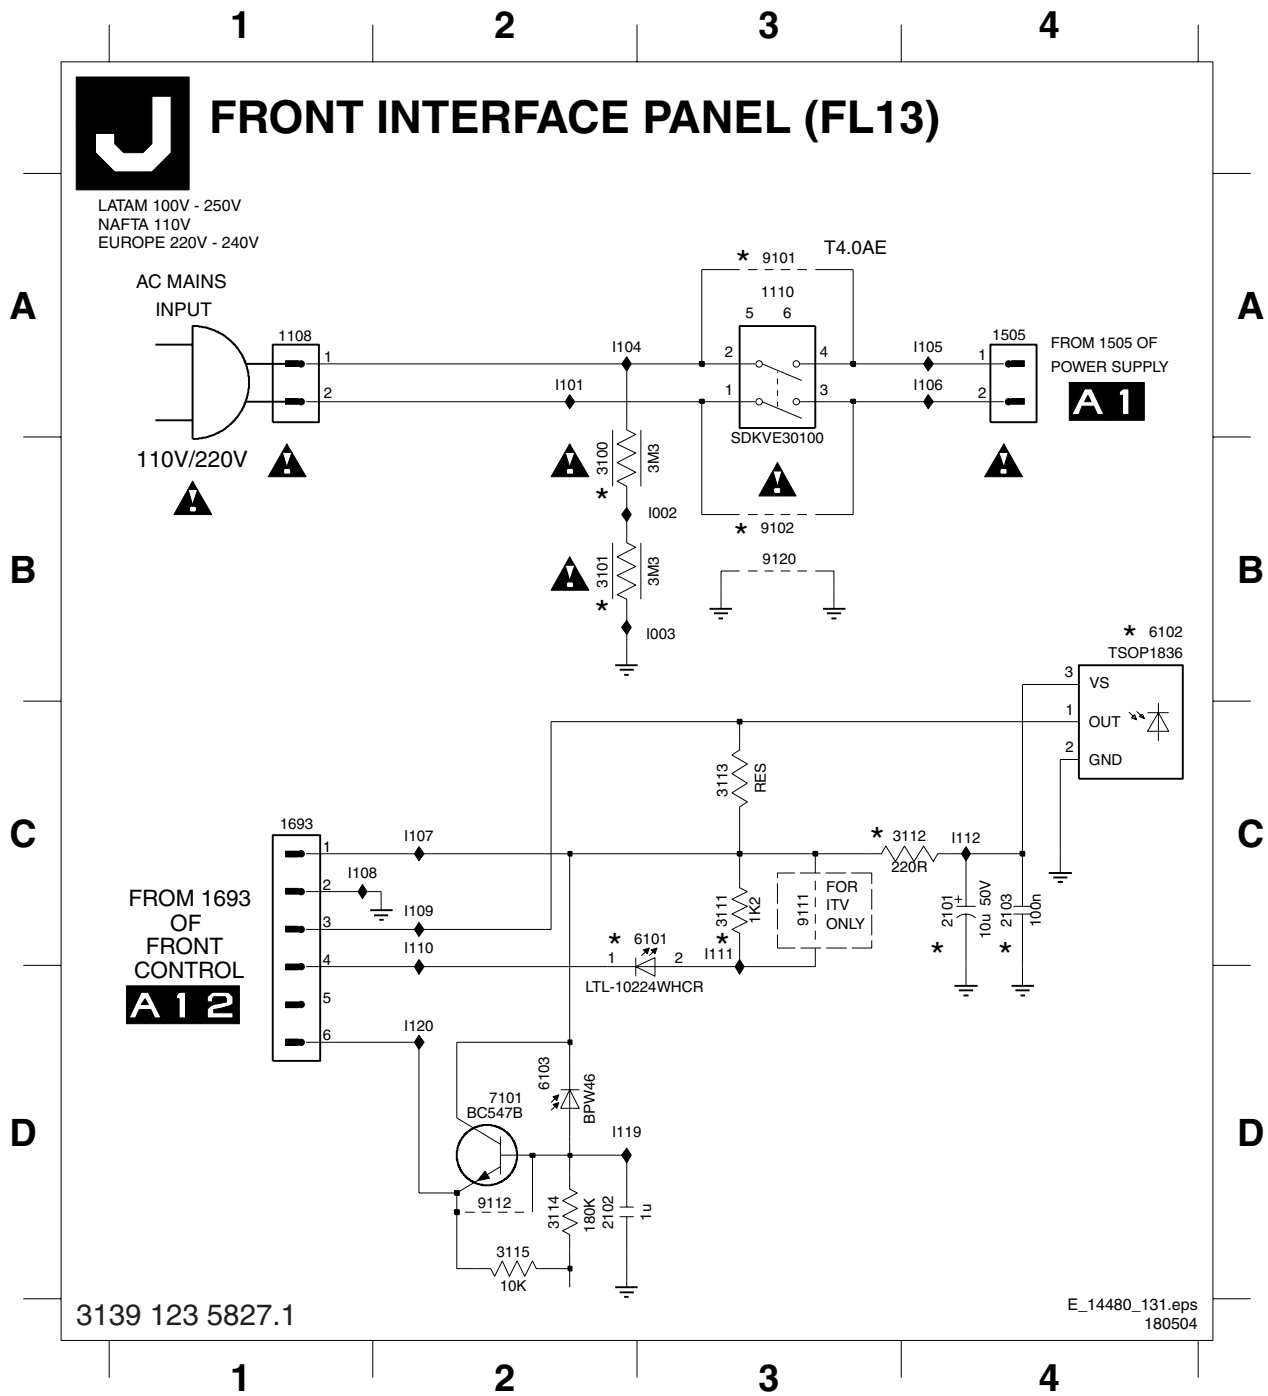 1 2 3 4
J
FRONT INTERFACE PANEL (FL13)
LATAM 100V - 250V
NAFTA 110V
EUROPE 220V - 240V
* 9101
T4.0AE
A
AC MAINS
INPUT
1110
5 6
A
1108
1
2
I104
I101
2
1
4
3
I105
I106
1505
1
2
FROM 1505 OF
POWER SUPPLY
A 1
SDKVE30100
110V/220V
3100
3M3
*
I002
* 9102
B
3101
3M3
*
9120
B
I003
* 6102
TSOP1836
3
VS
1
OUT
2
GND
3113
RES
C
1693
1
I107
* 3112
220R
I112
C
2
I108
3
I109
4
I110
5
6
I120
FROM 1693
OF
FRONT
CONTROL
A 1 2
3111
1K2
*
I111
9111
FOR
ITV
ONLY
2101
+
10u 50V
*
2103
100n
*
* 6101
1 2
LTL-10224WHCR
6103
BPW46
D
7101
BC547B
I119
D
9112
3114
180K
2102
1u
3115
10K
3139 123 5827.1
E_14480_131.eps
180504
1 2 3 4